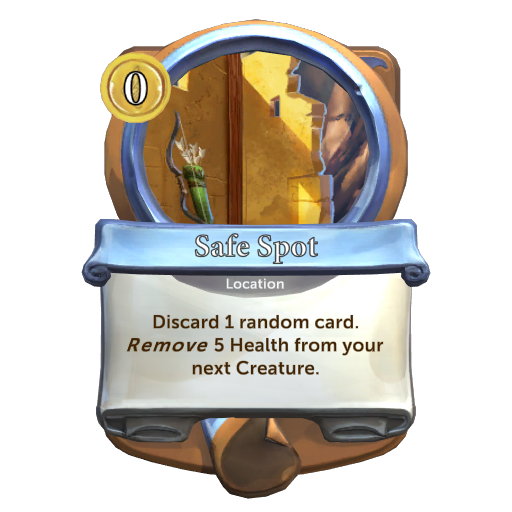 0
Safe Spot
Location
Discard 1 random card.
Remove 5 Health from your
next Creature.